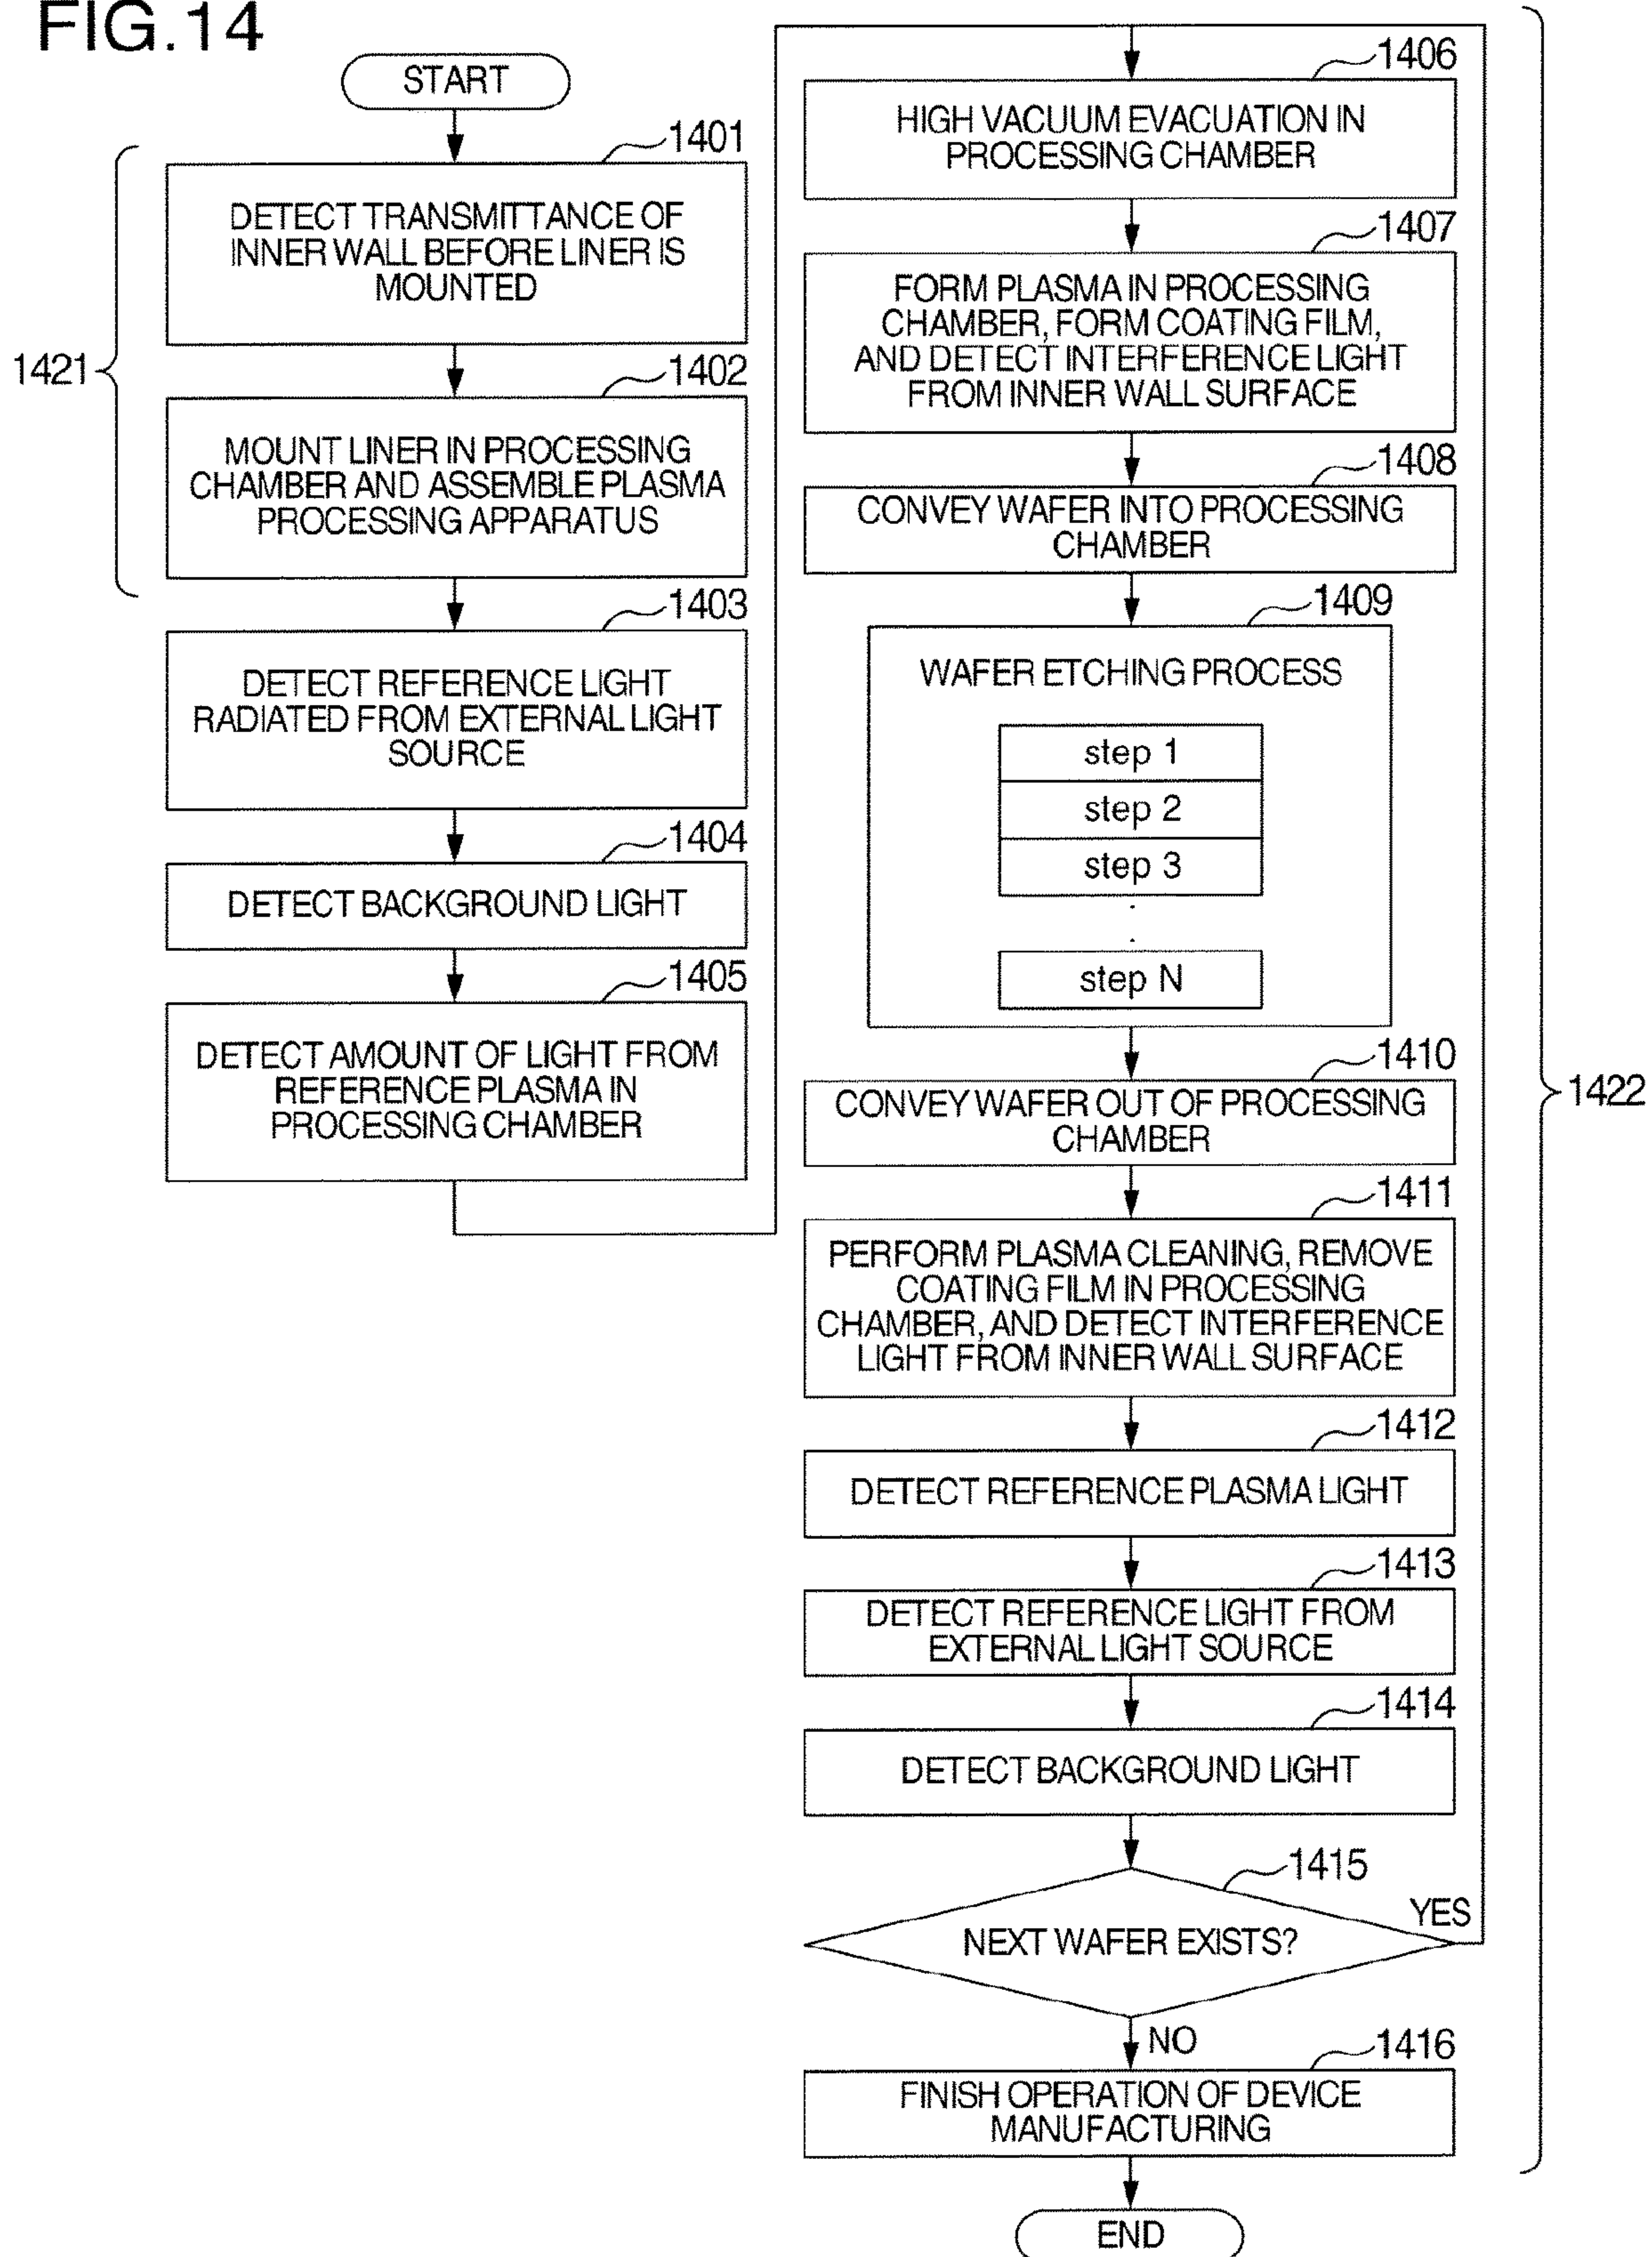 FIG.14
START
1401
DETECT TRANSMITTANCE OF
INNER WALL BEFORE LINER IS
MOUNTED
1421
1402
MOUNT LINER IN PROCESSING
CHAMBER AND ASSEMBLE PLASMA
PROCESSING APPARATUS
1403
DETECT REFERENCE LIGHT
RADIATED FROM EXTERNAL LIGHT
SOURCE
1404
DETECT BACKGROUND LIGHT
1405
DETECT AMOUNT OF LIGHT FROM
REFERENCE PLASMA IN
PROCESSING CHAMBER
1406
HIGH VACUUM EVACUATION IN
PROCESSING CHAMBER
1407
FORM PLASMA IN PROCESSING
CHAMBER, FORM COATING FILM,
AND DETECT INTERFERENCE LIGHT
FROM INNER WALL SURFACE
1408
CONVEY WAFER INTO PROCESSING
CHAMBER
1409
WAFER ETCHING PROCESS
step 1
step 2
step 3
step N
1410
CONVEY WAFER OUT OF PROCESSING
CHAMBER
1422
1411
PERFORM PLASMA CLEANING, REMOVE
COATING FILM IN PROCESSING
CHAMBER, AND DETECT INTERFERENCE
LIGHT FROM INNER WALL SURFACE
1412
DETECT REFERENCE PLASMA LIGHT
1413
DETECT REFERENCE LIGHT FROM
EXTERNAL LIGHT SOURCE
1414
DETECT BACKGROUND LIGHT
1415
YES
NEXT WAFER EXISTS?
NO
1416
FINISH OPERATION OF DEVICE
MANUFACTURING
END